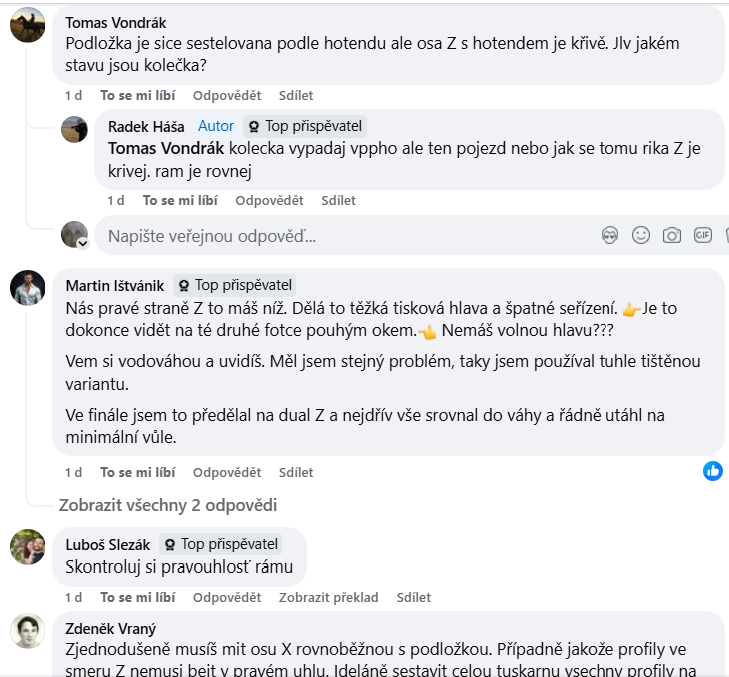 Tomas Vondrák
Podložka je sice sestelovana podle hotendu ale osa Z s hotendem je křivě. Jlv jakém
stavu jsou kolečka?
1 d To se mi líbí Odpovědět Sdílet
Radek Háša Autor Top přispěvatel
Tomas Vondrák kolecka vypadaj vppho ale ten pojezd nebo jak se tomu rika Z je
krivej. ram je rovnej
1 d To se mi líbí Odpovědět Sdílet
Napište veřejnou odpověď...
GIF
Martin Ištvánik Top přispěvatel
Nás pravé straně Z to máš níž. Dělá to těžká tisková hlava a špatné seřízení. 👉Je to
dokonce vidět na té druhé fotce pouhým okem.👈 Nemáš volnou hlavu???
Vem si vodováhou a uvidíš. Měl jsem stejný problém, taky jsem používal tuhle tištěnou
variantu.
Ve finále jsem to předělal na dual Z a nejdřív vše srovnal do váhy a řádně utáhl na
minimální vůle.
1 d To se mi líbí Odpovědět Sdílet
Zobrazit všechny 2 odpovědi
Luboš Slezák Top přispěvatel
Skontroluj si pravouhlosť rámu
1 d To se mi líbí Odpovědět Zobrazit překlad Sdílet
Zdeněk Vraný
Zjednodušeně musíš mit osu X rovnoběžnou s podložkou. Případně jakože profily ve
smeru Z nemusi bejt v pravém uhlu. Ideláně sestavit celou tuskarnu vsechny profily na